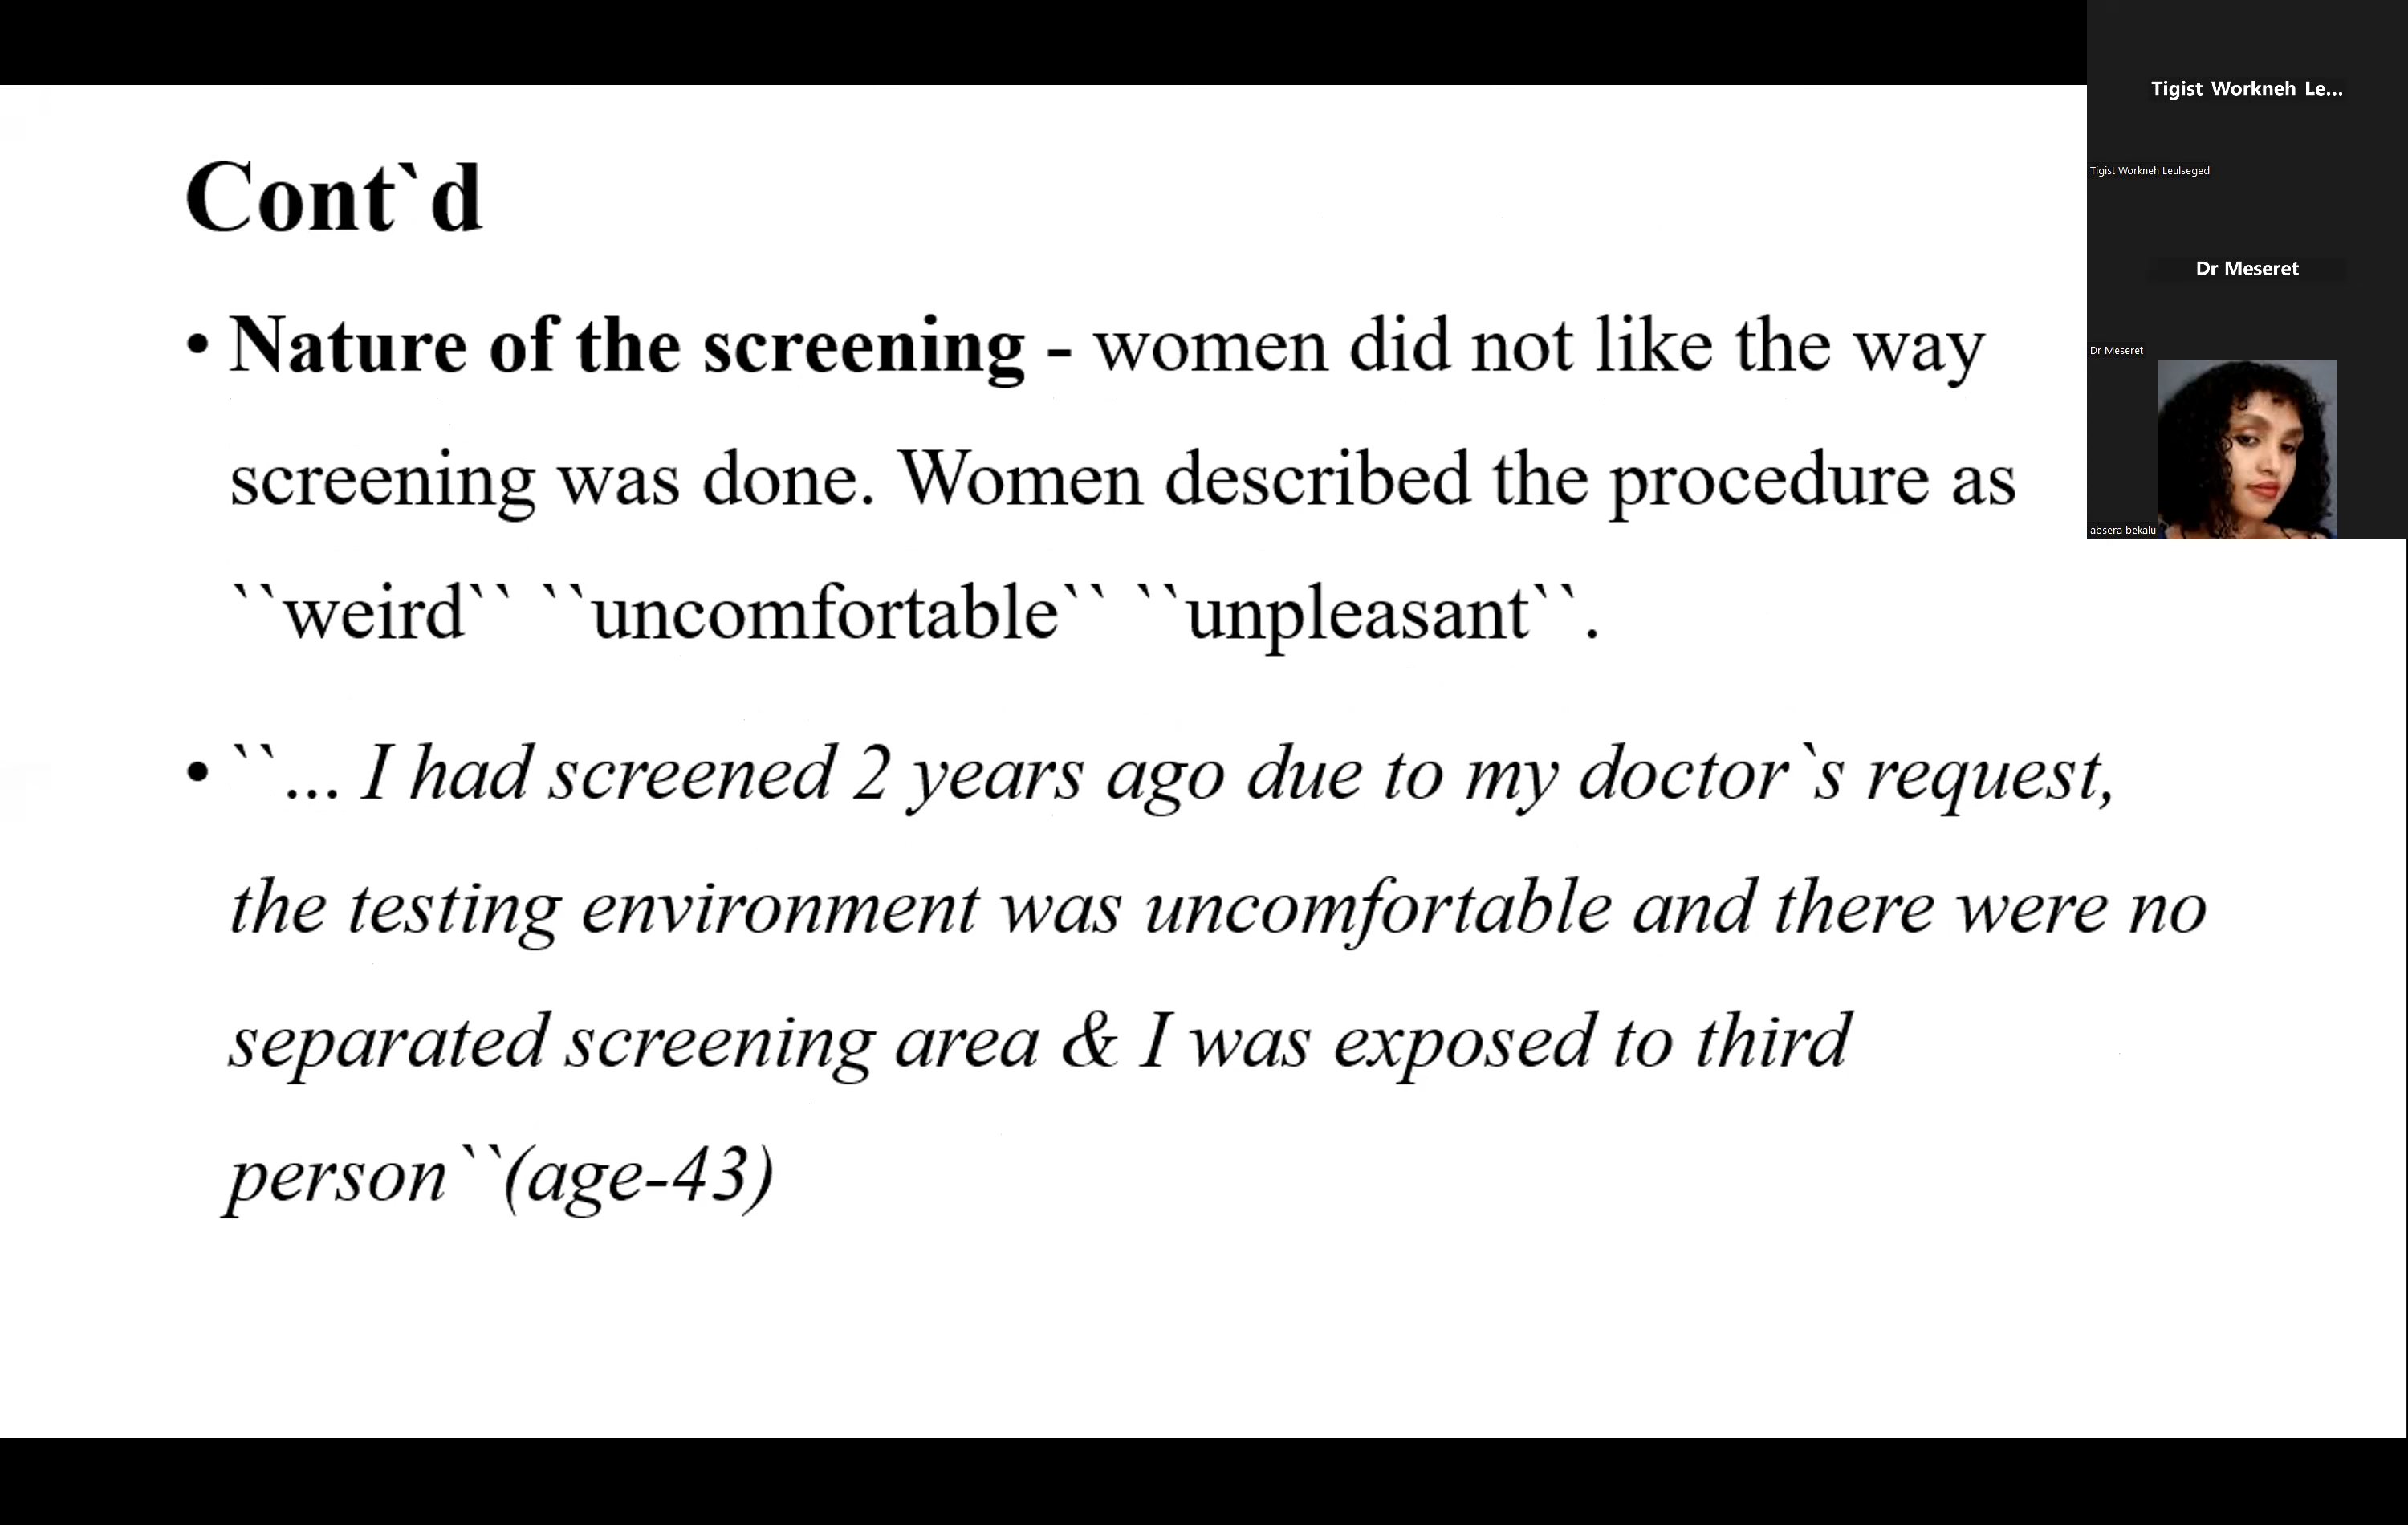 Cont`d
• Nature of the screening - women did not like the way
screening was done. Women described the procedure as
``weird`` ``uncomfortable`` ``unpleasant``.
• ``... I had screened 2 years ago due to my doctor`s request,
the testing environment was uncomfortable and there were no
separated screening area & I was exposed to third
person``(age-43)
Tigist Workneh Le...
Tigist Workneh Leulseged
Dr Meseret
Dr Meseret
absera bekalu